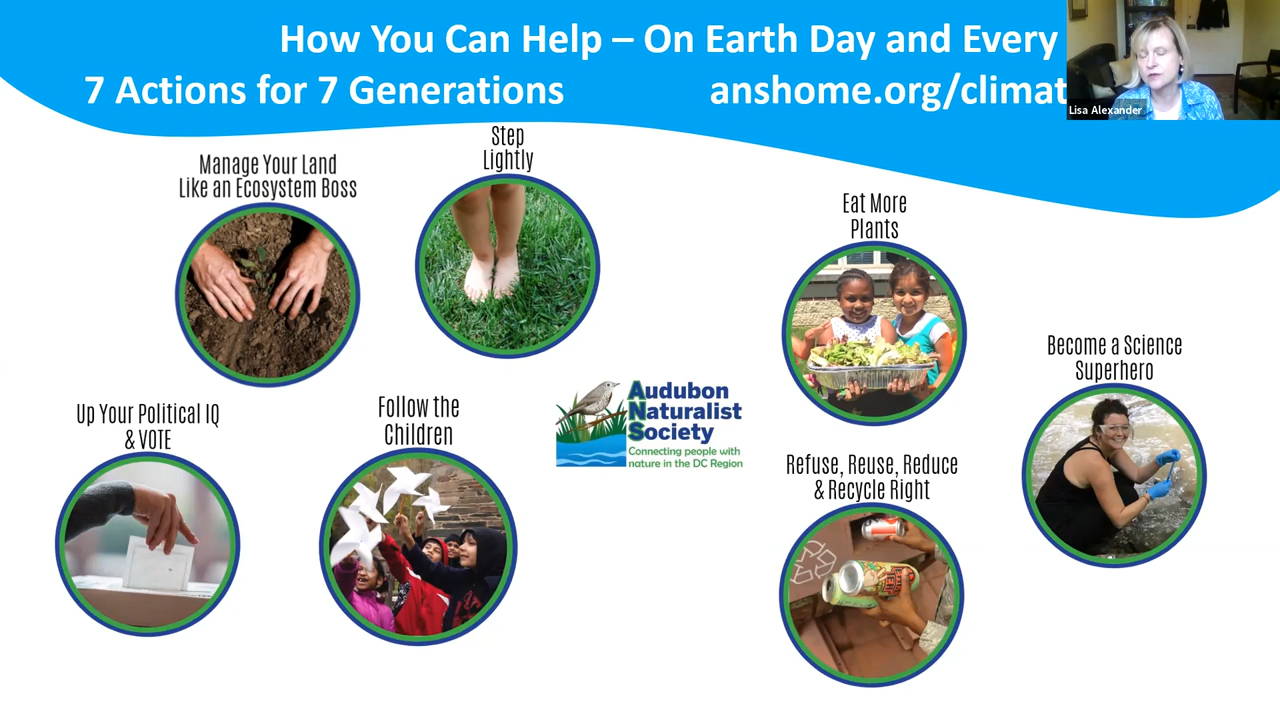 How You Can Help – On Earth Day and Every
7 Actions for 7 Generations anshome.org/climat
Lisa Alexander
Step
Lightly
Manage Your Land
Like an Ecosystem Boss
Eat More
Plants
Become a Science
Superhero
Up Your Political IQ
& VOTE
Follow the
Children
Audubon
Naturalist
Society
Connecting people with
nature in the DC Region
Refuse, Reuse, Reduce
& Recycle Right